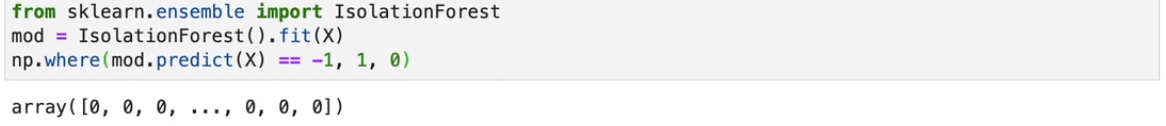 from sklearn.ensemble import IsolationForest
mod = IsolationForest().fit(X)
np.where(mod.predict(X) == -1, 1, 0)
array([0, 0, 0, ..., 0, 0, 0])